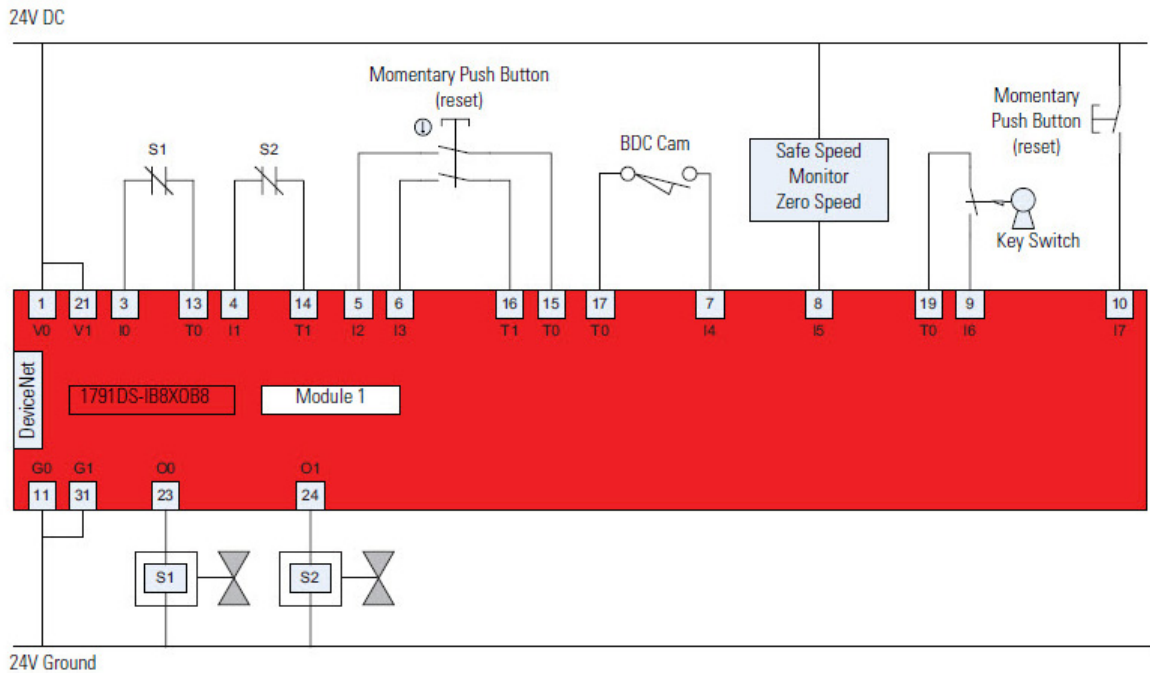 24V DC
Momentary Push Button
(reset)
S1
S2
BDC Cam
Safe Speed
Monitor
Zero Speed
Momentary
Push Button
(reset)
Key Switch
1 21 3 13 4 14 5 6 16 15 17 7 8 19 9 10
V0 V1 I0 T0 I1 T1 I2 I3 T1 T0 T0 I4 I5 T0 I6 I7
DeviceNet
1791DS-IB8XOB8
Module 1
G0 G1 O0 O1
11 31 23 24
S1 S2
24V Ground